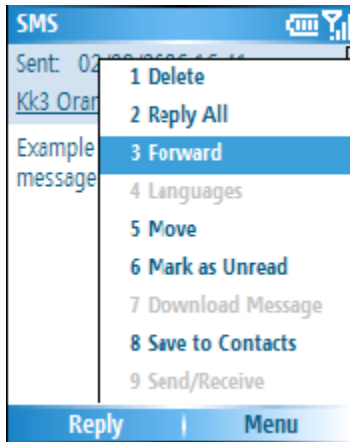 SMS
Sent: 02
Kk3 Oran
Example
message
1 Delete
2 Reply All
3 Forward
4 Languages
5 Move
6 Mark as Unread
7 Download Message
8 Save to Contacts
9 Send/Receive
Reply
Menu